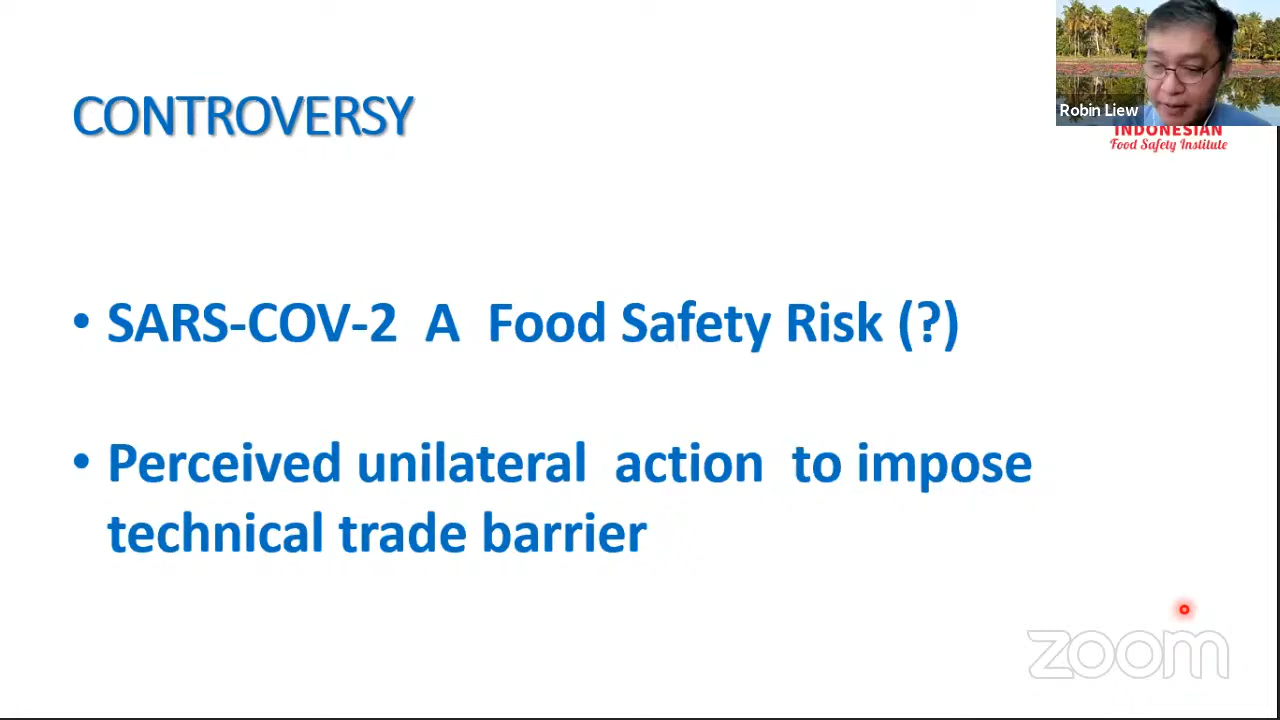 CONTROVERSY
Robin Liew
INDONESIAN
Food Safety Institute
• SARS-COV-2 A Food Safety Risk (?)
• Perceived unilateral action to impose
technical trade barrier
zoom